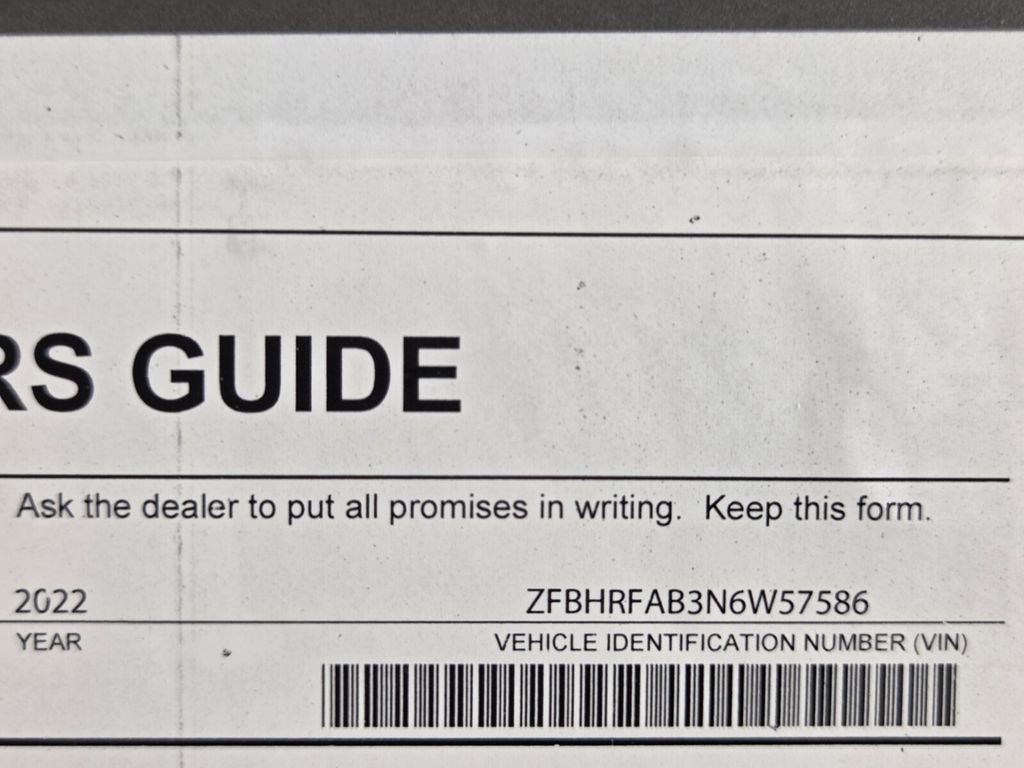 RS GUIDE
Ask the dealer to put all promises in writing. Keep this form.
2022 ZFBHRFAB3N6W57586
YEAR VEHICLE IDENTIFICATION NUMBER (VIN)